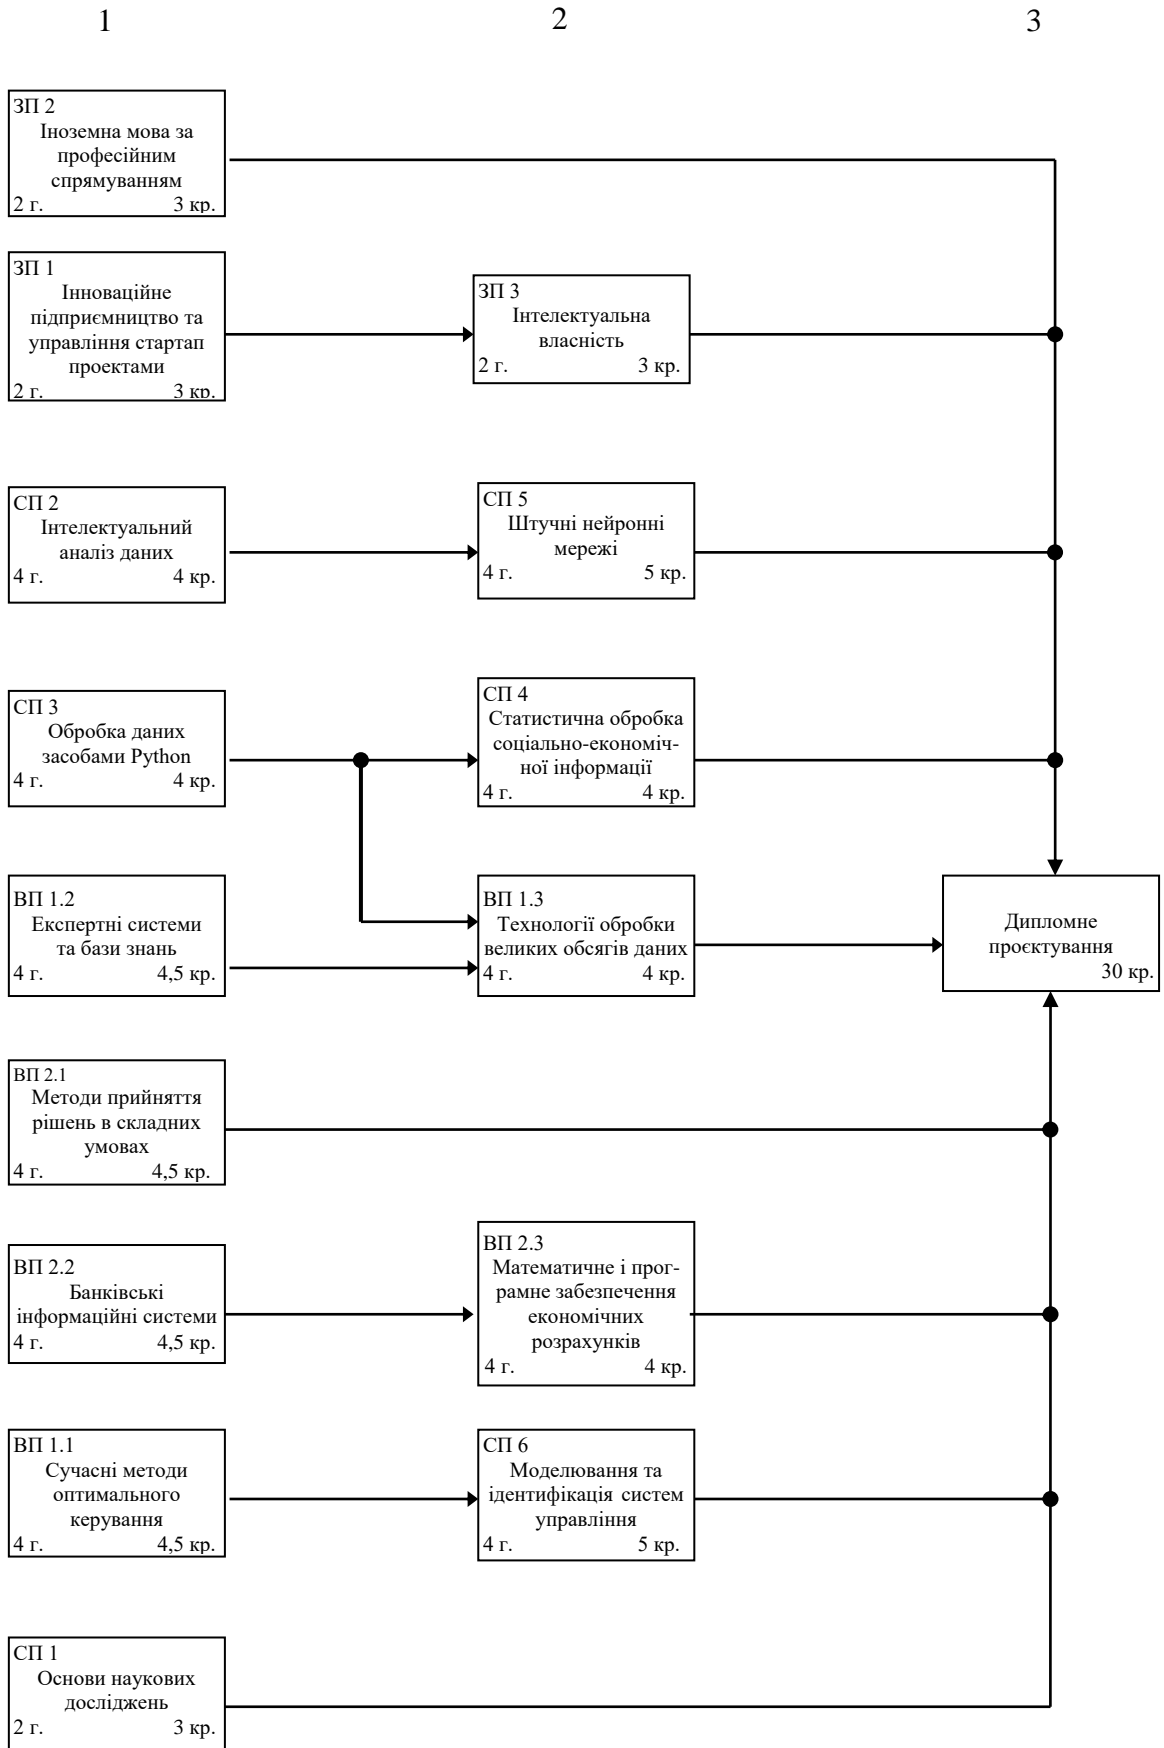 1 2 3
ЗП 2
Іноземна мова за
професійним
спрямуванням
2 г. 3 кр.
ЗП 1
Інноваційне
підприємництво та
управління стартап
проектами
2 г. 3 кр.
ЗП 3
Інтелектуальна
власність
2 г. 3 кр.
СП 2
Інтелектуальний
аналіз даних
4 г. 4 кр.
СП 5
Штучні нейронні
мережі
4 г. 5 кр.
СП 3
Обробка даних
засобами Python
4 г. 4 кр.
СП 4
Статистична обробка
соціально-економіч-
ної інформації
4 г. 4 кр.
ВП 1.2
Експертні системи
та бази знань
4 г. 4,5 кр.
ВП 1.3
Технології обробки
великих обсягів даних
4 г. 4 кр.
Дипломне
проєктування
30 кр.
ВП 2.1
Методи прийняття
рішень в складних
умовах
4 г. 4,5 кр.
ВП 2.2
Банківські
інформаційні системи
4 г. 4,5 кр.
ВП 2.3
Математичне і прог-
рамне забезпечення
економічних
розрахунків
4 г. 4 кр.
ВП 1.1
Сучасні методи
оптимального
керування
4 г. 4,5 кр.
СП 6
Моделювання та
ідентифікація систем
управління
4 г. 5 кр.
СП 1
Основи наукових
досліджень
2 г. 3 кр.